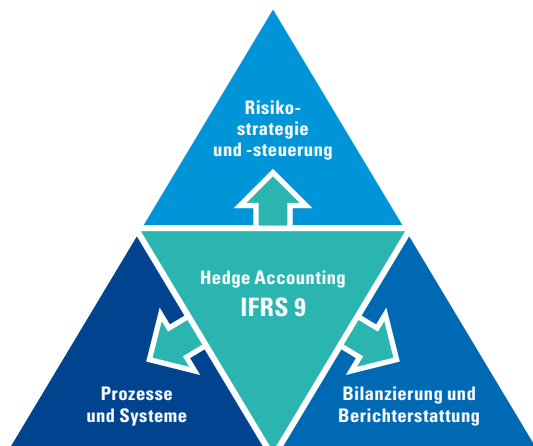 Risiko-
strategie
und -steuerung
Hedge Accounting
IFRS 9
Prozesse
und Systeme
Bilanzierung und
Berichterstattung